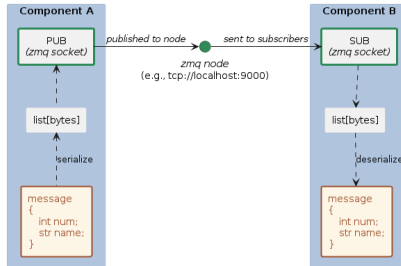 Component A
PUB
(zmq socket)
list[bytes]
serialize
message
{
int num;
str name;
}
published to node
zmq node
(e.g., tcp://localhost:9000)
sent to subscribers
Component B
SUB
(zmq socket)
list[bytes]
deserialize
message
{
int num;
str name;
}